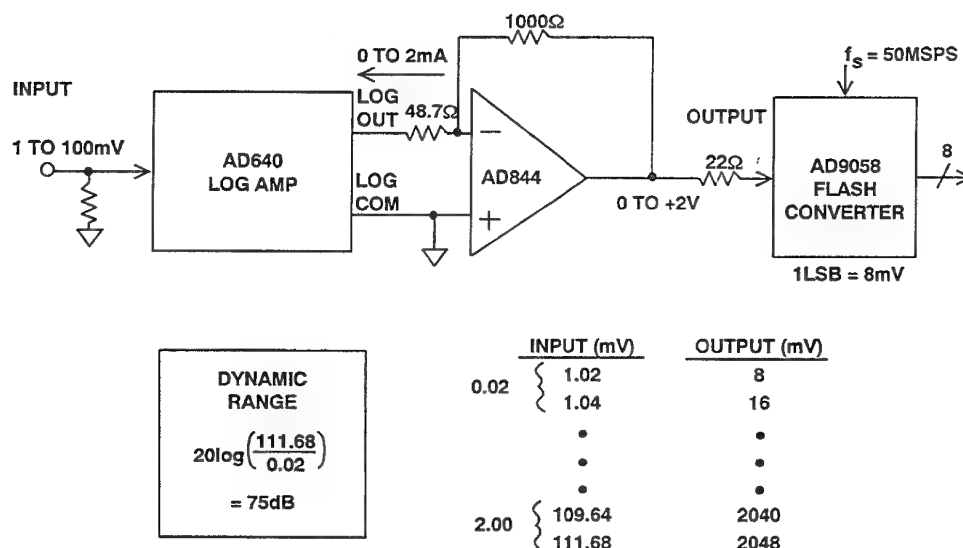 1000Ω
0 TO 2mA
fs = 50MSPS
INPUT
LOG
OUT
48.7Ω
OUTPUT
1 TO 100mV
AD640
LOG AMP
−
AD844
+
LOG
COM
22Ω
0 TO +2V
AD9058
FLASH
CONVERTER
8
1LSB = 8mV
DYNAMIC
RANGE
20log(111.68/0.02)
= 75dB
INPUT (mV) OUTPUT (mV)
0.02 { 1.02 8
1.04 16
2.00 { 109.64 2040
111.68 2048